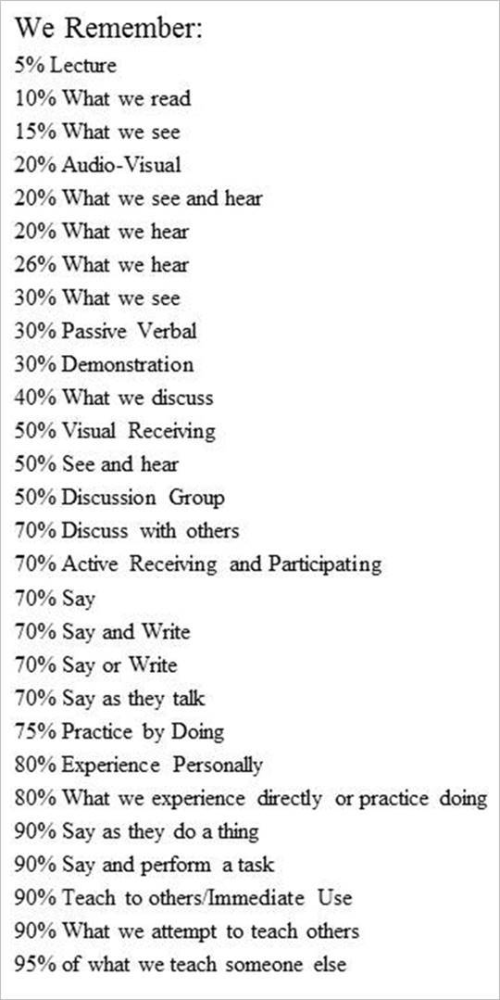 We Remember:
5% Lecture
10% What we read
15% What we see
20% Audio-Visual
20% What we see and hear
20% What we hear
26% What we hear
30% What we see
30% Passive Verbal
30% Demonstration
40% What we discuss
50% Visual Receiving
50% See and hear
50% Discussion Group
70% Discuss with others
70% Active Receiving and Participating
70% Say
70% Say and Write
70% Say or Write
70% Say as they talk
75% Practice by Doing
80% Experience Personally
80% What we experience directly or practice doing
90% Say as they do a thing
90% Say and perform a task
90% Teach to others/Immediate Use
90% What we attempt to teach others
95% of what we teach someone else